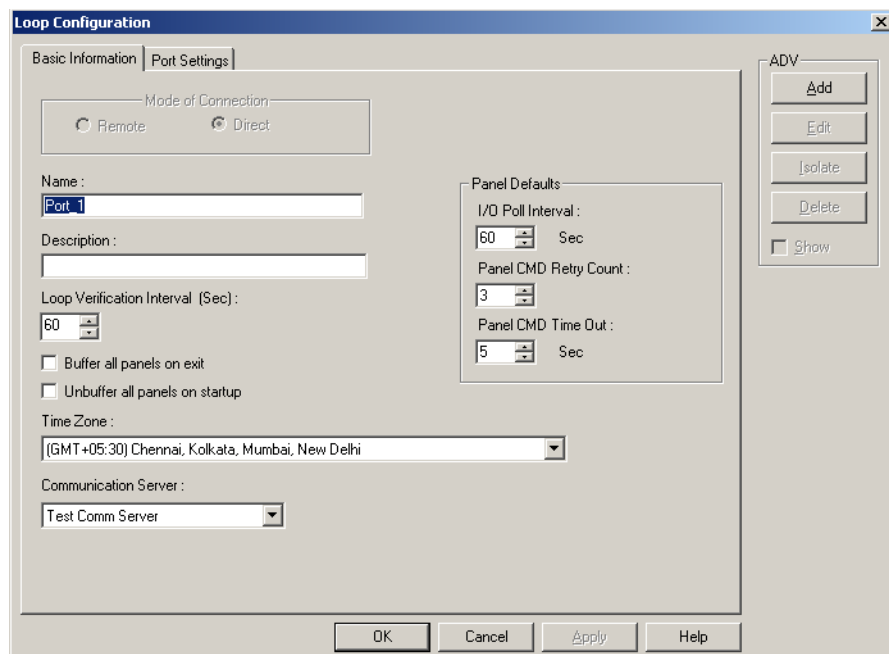 Loop Configuration
Basic Information
Port Settings
Mode of Connection
Remote
Direct
Name :
Port_1
Description :
Loop Verification Interval (Sec) :
60
Buffer all panels on exit
Unbuffer all panels on startup
Time Zone :
(GMT+05:30) Chennai, Kolkata, Mumbai, New Delhi
Communication Server :
Test Comm Server
Panel Defaults
I/O Poll Interval :
60 Sec
Panel CMD Retry Count :
3
Panel CMD Time Out :
5 Sec
ADV
Add
Edit
Isolate
Delete
Show
OK
Cancel
Apply
Help